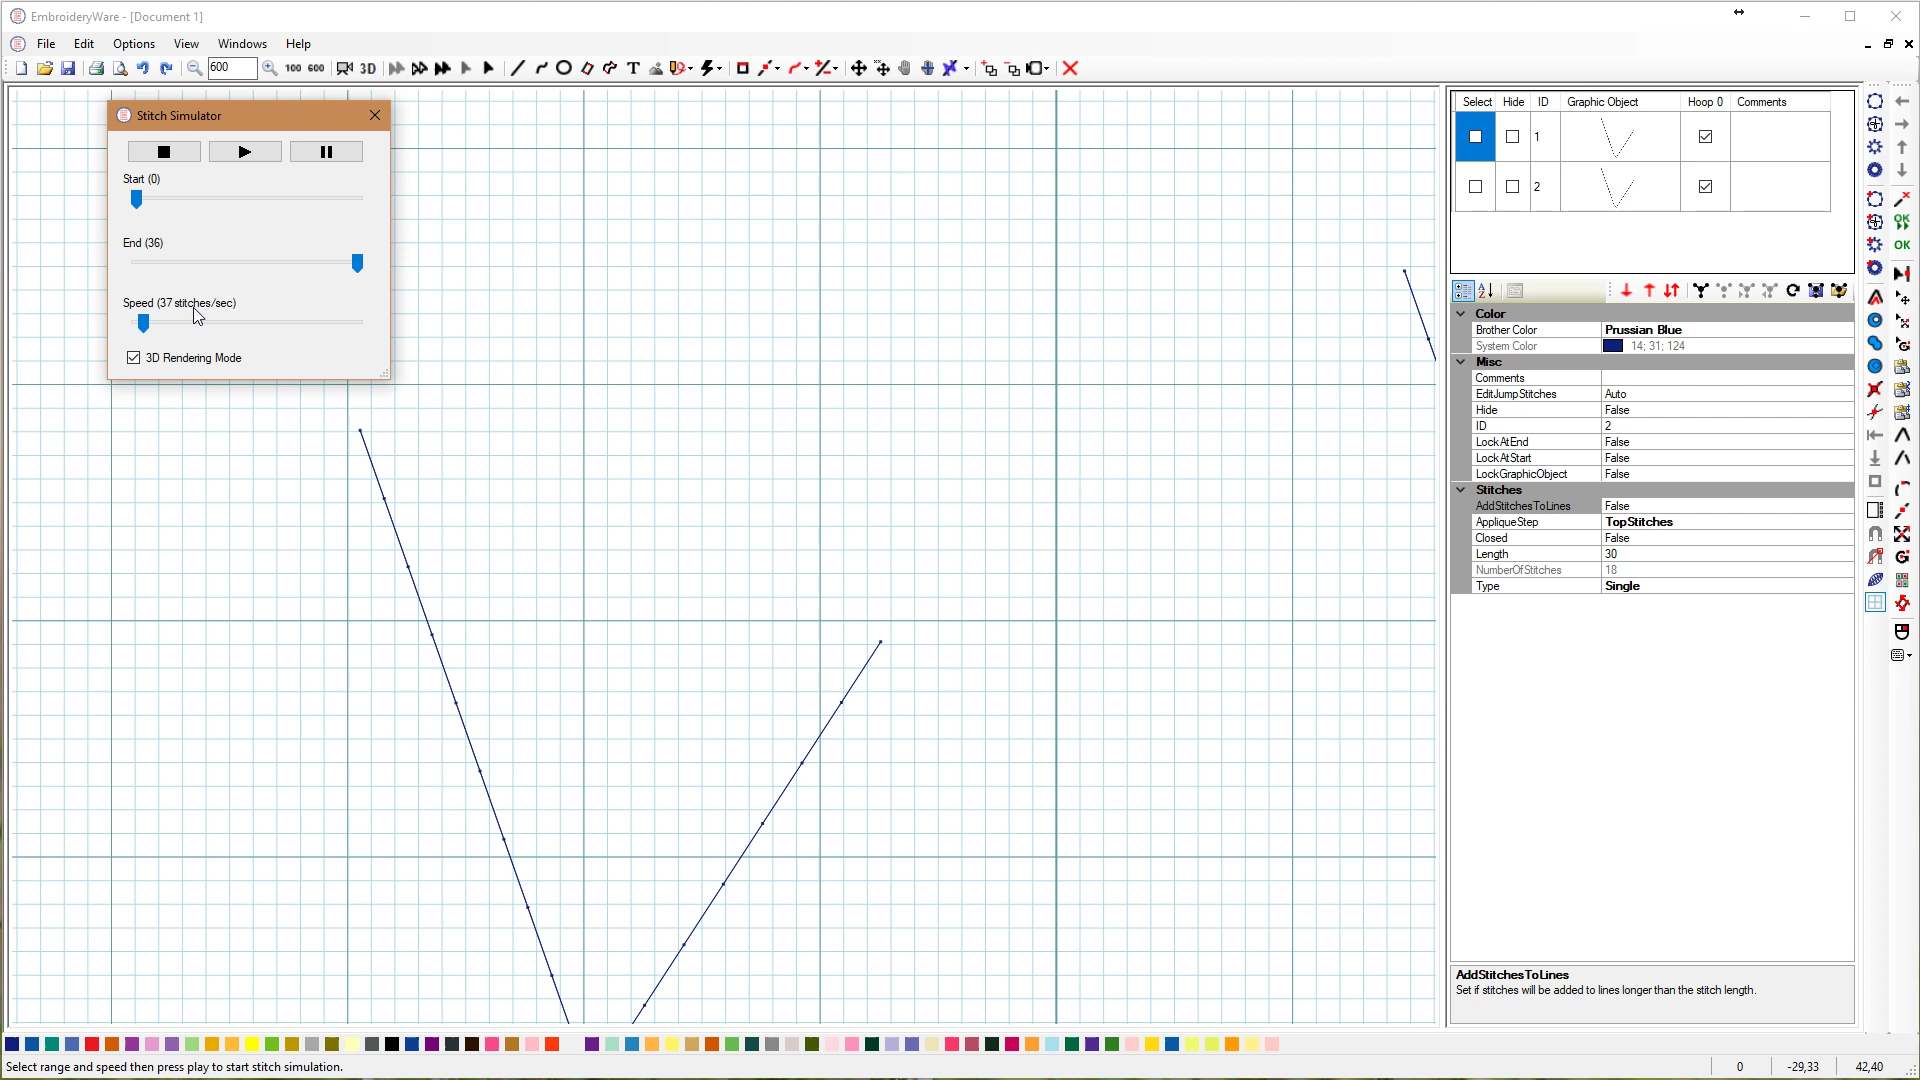 EmbroideryWare - [Document 1]
File Edit Options View Windows Help
600 100 600 3D T
Stitch Simulator
Start (0)
End (36)
Speed (37 stitches/sec)
3D Rendering Mode
Select Hide ID Graphic Object Hoop 0 Comments
1
2
OK
OK
Color
Brother Color Prussian Blue
System Color 14; 31; 124
Misc
Comments
EditJumpStitches Auto
Hide False
ID 2
LockAtEnd False
LockAtStart False
LockGraphicObject False
Stitches
AddStitchesToLines False
AppliqueStep TopStitches
Closed False
Length 30
NumberOfStitches 18
Type Single
AddStitchesToLines
Set if stitches will be added to lines longer than the stitch length.
Select range and speed then press play to start stitch simulation. 0 -29,33 42,40